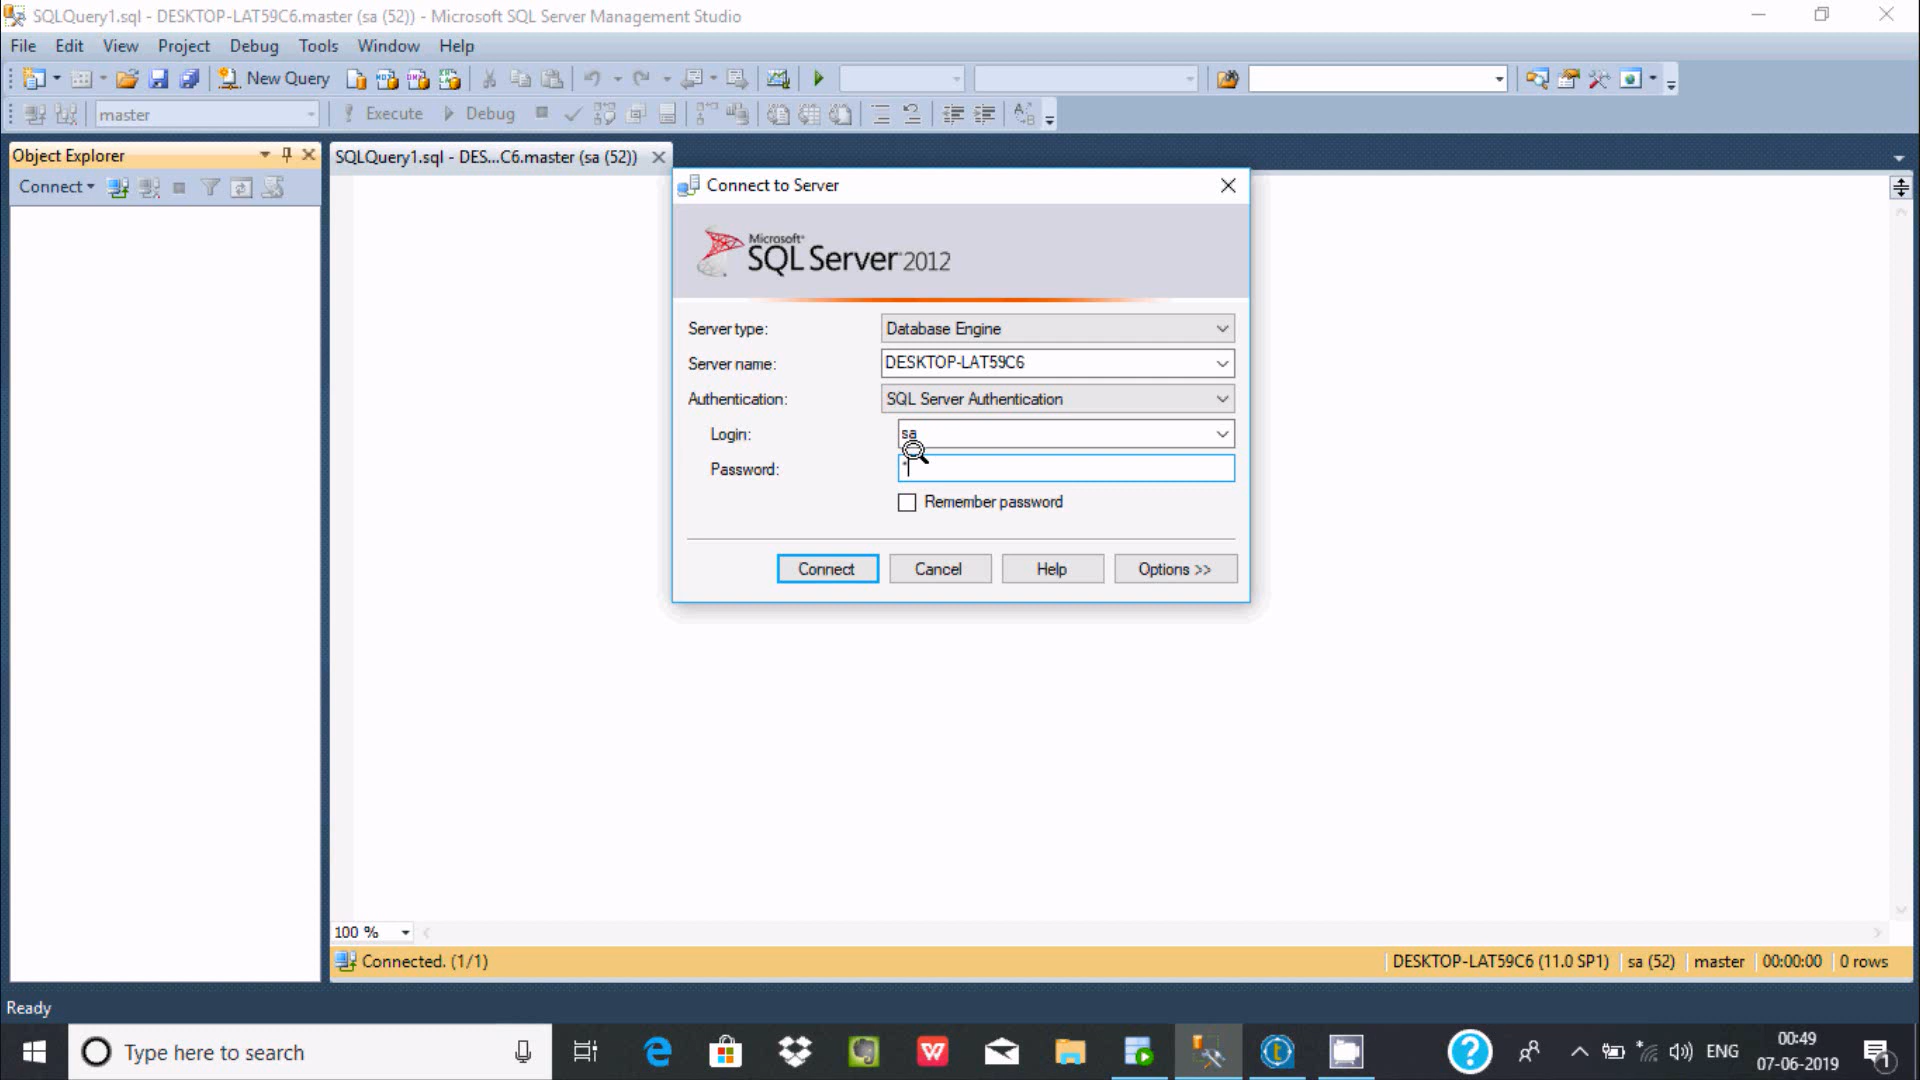 SQLQuery1.sql - DESKTOP-LAT59C6.master (sa (52)) - Microsoft SQL Server Management Studio
File Edit View Project Debug Tools Window Help
New Query
master Execute Debug
Object Explorer
SQLQuery1.sql - DES...C6.master (sa (52))
Connect
Connect to Server
Microsoft
SQL Server 2012
Server type: Database Engine
Server name: DESKTOP-LAT59C6
Authentication: SQL Server Authentication
Login: sa
Password: *
Remember password
Connect Cancel Help Options >>
100 %
Connected. (1/1) DESKTOP-LAT59C6 (11.0 SP1) sa (52) master 00:00:00 0 rows
Ready
Type here to search
ENG
00:49
07-06-2019
1